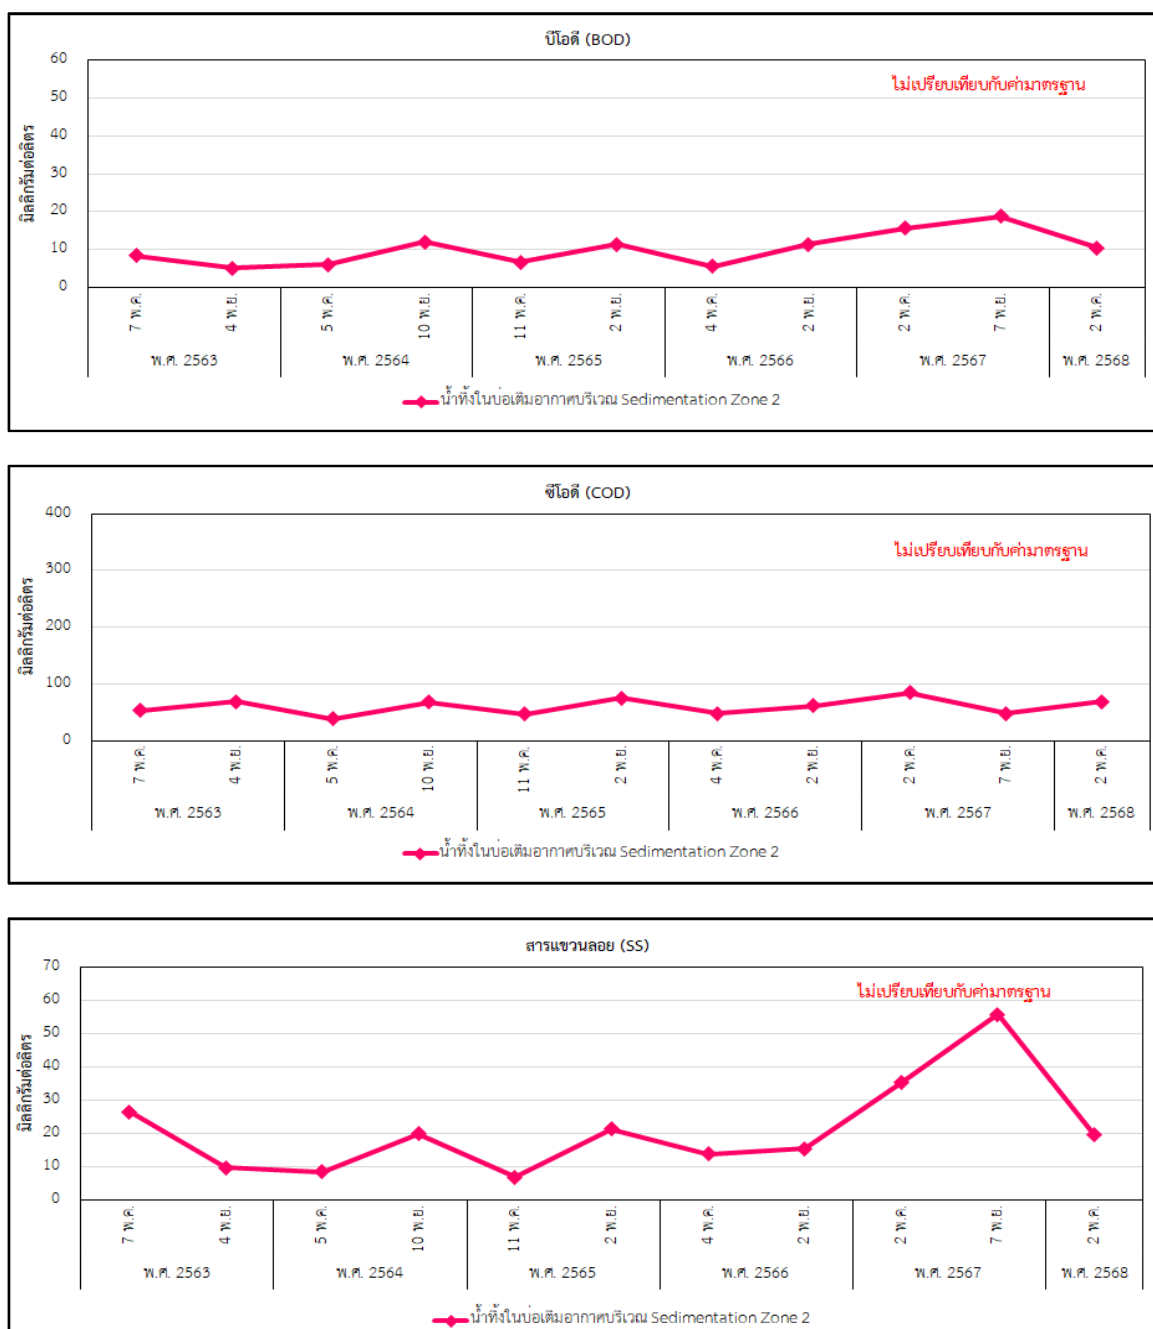 บีโอดี (BOD)
ไม่เปรียบเทียบกับค่ามาตรฐาน
มิลลิกรัมต่อลิตร
60
50
40
30
20
10
0
7 พ.ค. 4 พ.ย. 5 พ.ค. 10 พ.ย. 11 พ.ค. 2 พ.ย. 4 พ.ค. 2 พ.ย. 2 พ.ค. 7 พ.ย. 2 พ.ค.
พ.ศ. 2563 พ.ศ. 2564 พ.ศ. 2565 พ.ศ. 2566 พ.ศ. 2567 พ.ศ. 2568
น้ำทิ้งในบ่อเติมอากาศบริเวณ Sedimentation Zone 2
ซีโอดี (COD)
ไม่เปรียบเทียบกับค่ามาตรฐาน
มิลลิกรัมต่อลิตร
400
300
200
100
0
7 พ.ค. 4 พ.ย. 5 พ.ค. 10 พ.ย. 11 พ.ค. 2 พ.ย. 4 พ.ค. 2 พ.ย. 2 พ.ค. 7 พ.ย. 2 พ.ค.
พ.ศ. 2563 พ.ศ. 2564 พ.ศ. 2565 พ.ศ. 2566 พ.ศ. 2567 พ.ศ. 2568
น้ำทิ้งในบ่อเติมอากาศบริเวณ Sedimentation Zone 2
สารแขวนลอย (SS)
ไม่เปรียบเทียบกับค่ามาตรฐาน
มิลลิกรัมต่อลิตร
70
60
50
40
30
20
10
0
7 พ.ค. 4 พ.ย. 5 พ.ค. 10 พ.ย. 11 พ.ค. 2 พ.ย. 4 พ.ค. 2 พ.ย. 2 พ.ค. 7 พ.ย. 2 พ.ค.
พ.ศ. 2563 พ.ศ. 2564 พ.ศ. 2565 พ.ศ. 2566 พ.ศ. 2567 พ.ศ. 2568
น้ำทิ้งในบ่อเติมอากาศบริเวณ Sedimentation Zone 2